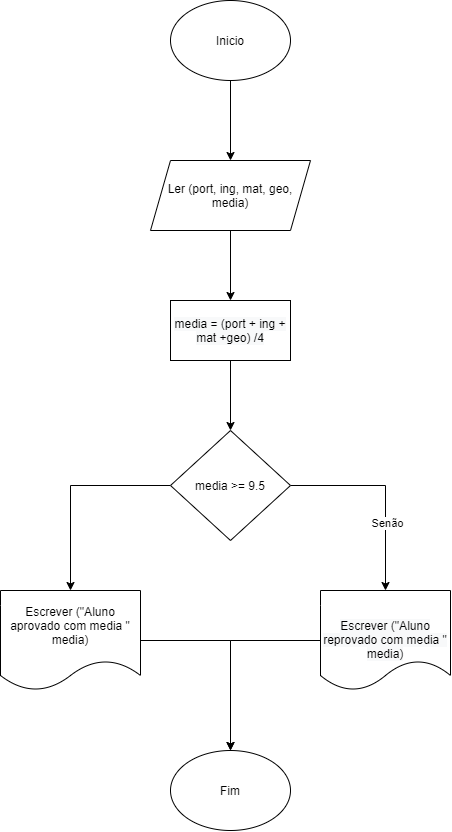 Inicio
Ler (port, ing, mat, geo,
media)
media = (port + ing +
mat +geo) /4
media >= 9.5
Senão
Escrever ("Aluno
aprovado com media "
media)
Escrever ("Aluno
reprovado com media "
media)
Fim